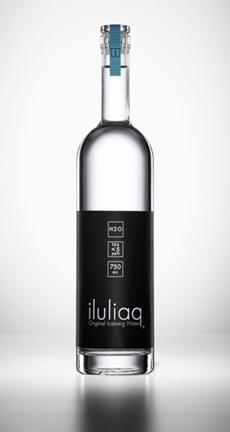 H2O
TDS
< 5
ppm
750
ml
iluliaq
Original Iceberg Water